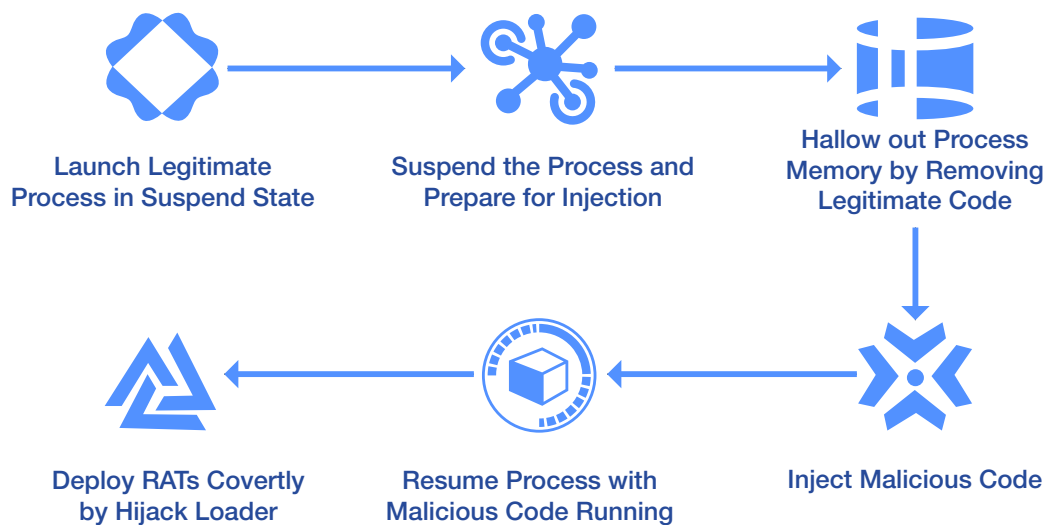 Launch Legitimate
Process in Suspend State
Suspend the Process and
Prepare for Injection
Hallow out Process
Memory by Removing
Legitimate Code
Inject Malicious Code
Resume Process with
Malicious Code Running
Deploy RATs Covertly
by Hijack Loader